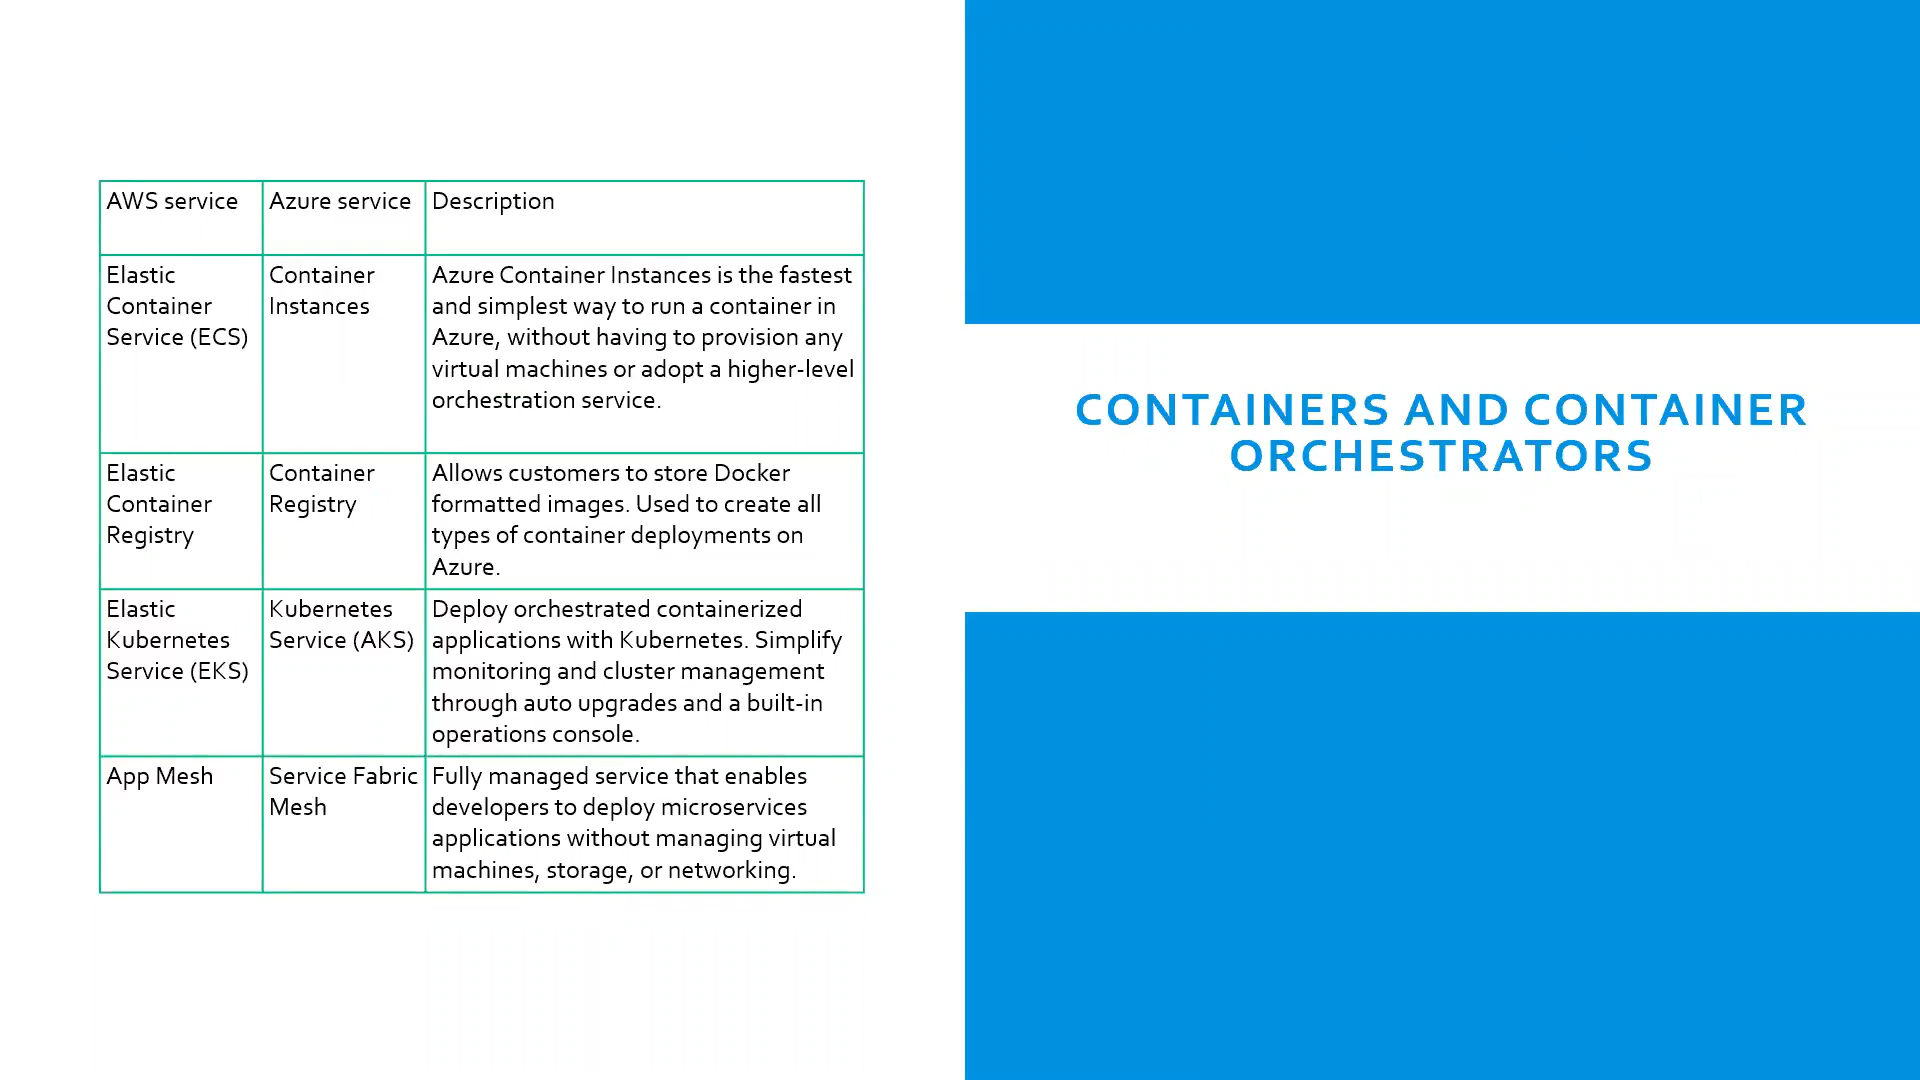 AWS service
Azure service
Description
Elastic
Container
Service (ECS)
Container
Instances
Azure Container Instances is the fastest
and simplest way to run a container in
Azure, without having to provision any
virtual machines or adopt a higher-level
orchestration service.
Elastic
Container
Registry
Container
Registry
Allows customers to store Docker
formatted images. Used to create all
types of container deployments on
Azure.
Elastic
Kubernetes
Service (EKS)
Kubernetes
Service (AKS)
Deploy orchestrated containerized
applications with Kubernetes. Simplify
monitoring and cluster management
through auto upgrades and a built-in
operations console.
App Mesh
Service Fabric
Mesh
Fully managed service that enables
developers to deploy microservices
applications without managing virtual
machines, storage, or networking.
CONTAINERS AND CONTAINER
ORCHESTRATORS